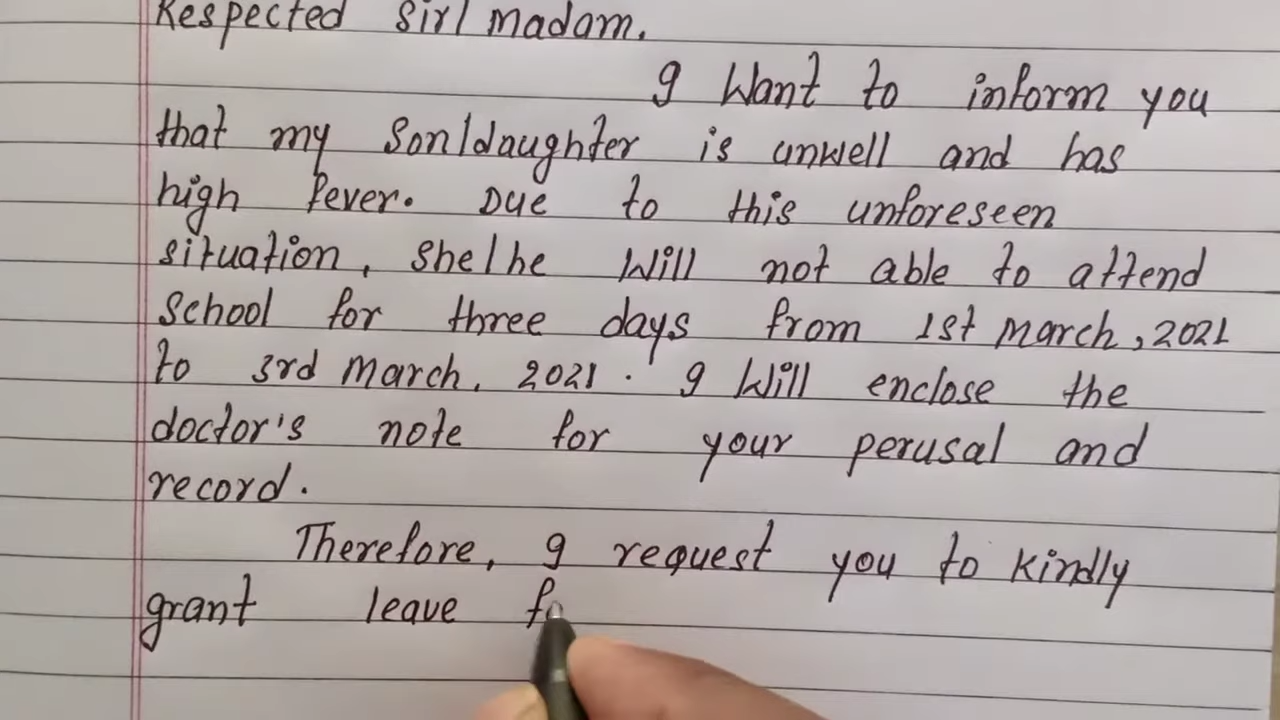 Respected Sir/madam.
I Want to inform you
that my Son/daughter is unwell and has
high fever. Due to this unforeseen
situation, she/he Will not able to attend
School for three days from 1st march, 2021
to 3rd march, 2021. I Will enclose the
doctor's note for your perusal and
record.
Therefore, I request you to kindly
grant leave fo